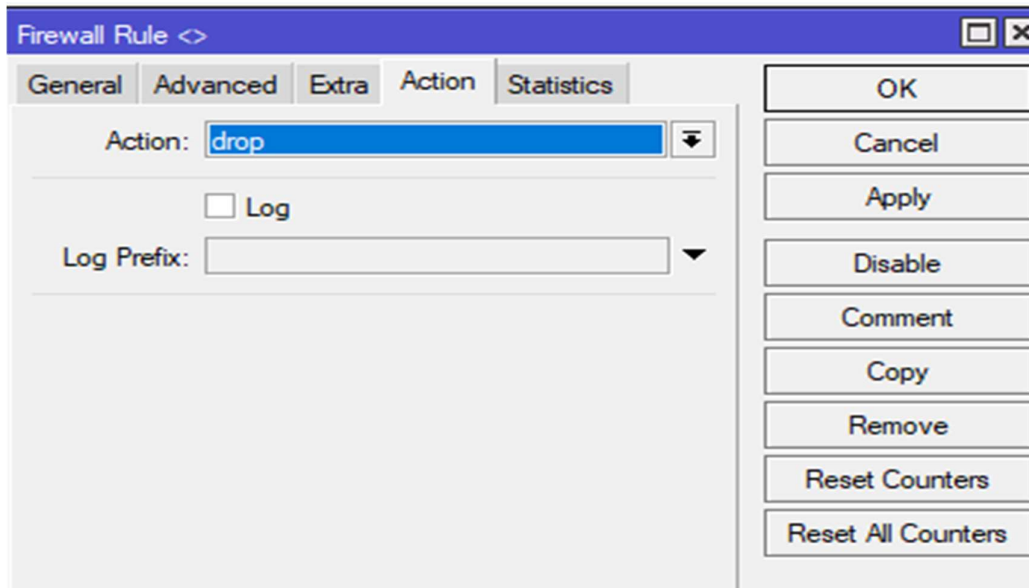 Firewall Rule <>
General Advanced Extra Action Statistics
Action: drop
Log
Log Prefix:
OK
Cancel
Apply
Disable
Comment
Copy
Remove
Reset Counters
Reset All Counters